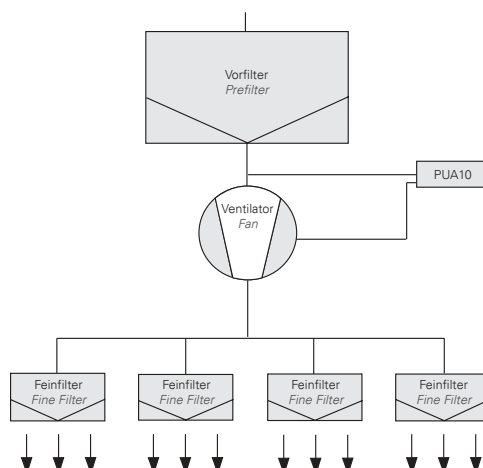 Vorfilter
Prefilter
PUA10
Ventilator
Fan
Feinfilter
Fine Filter
Feinfilter
Fine Filter
Feinfilter
Fine Filter
Feinfilter
Fine Filter